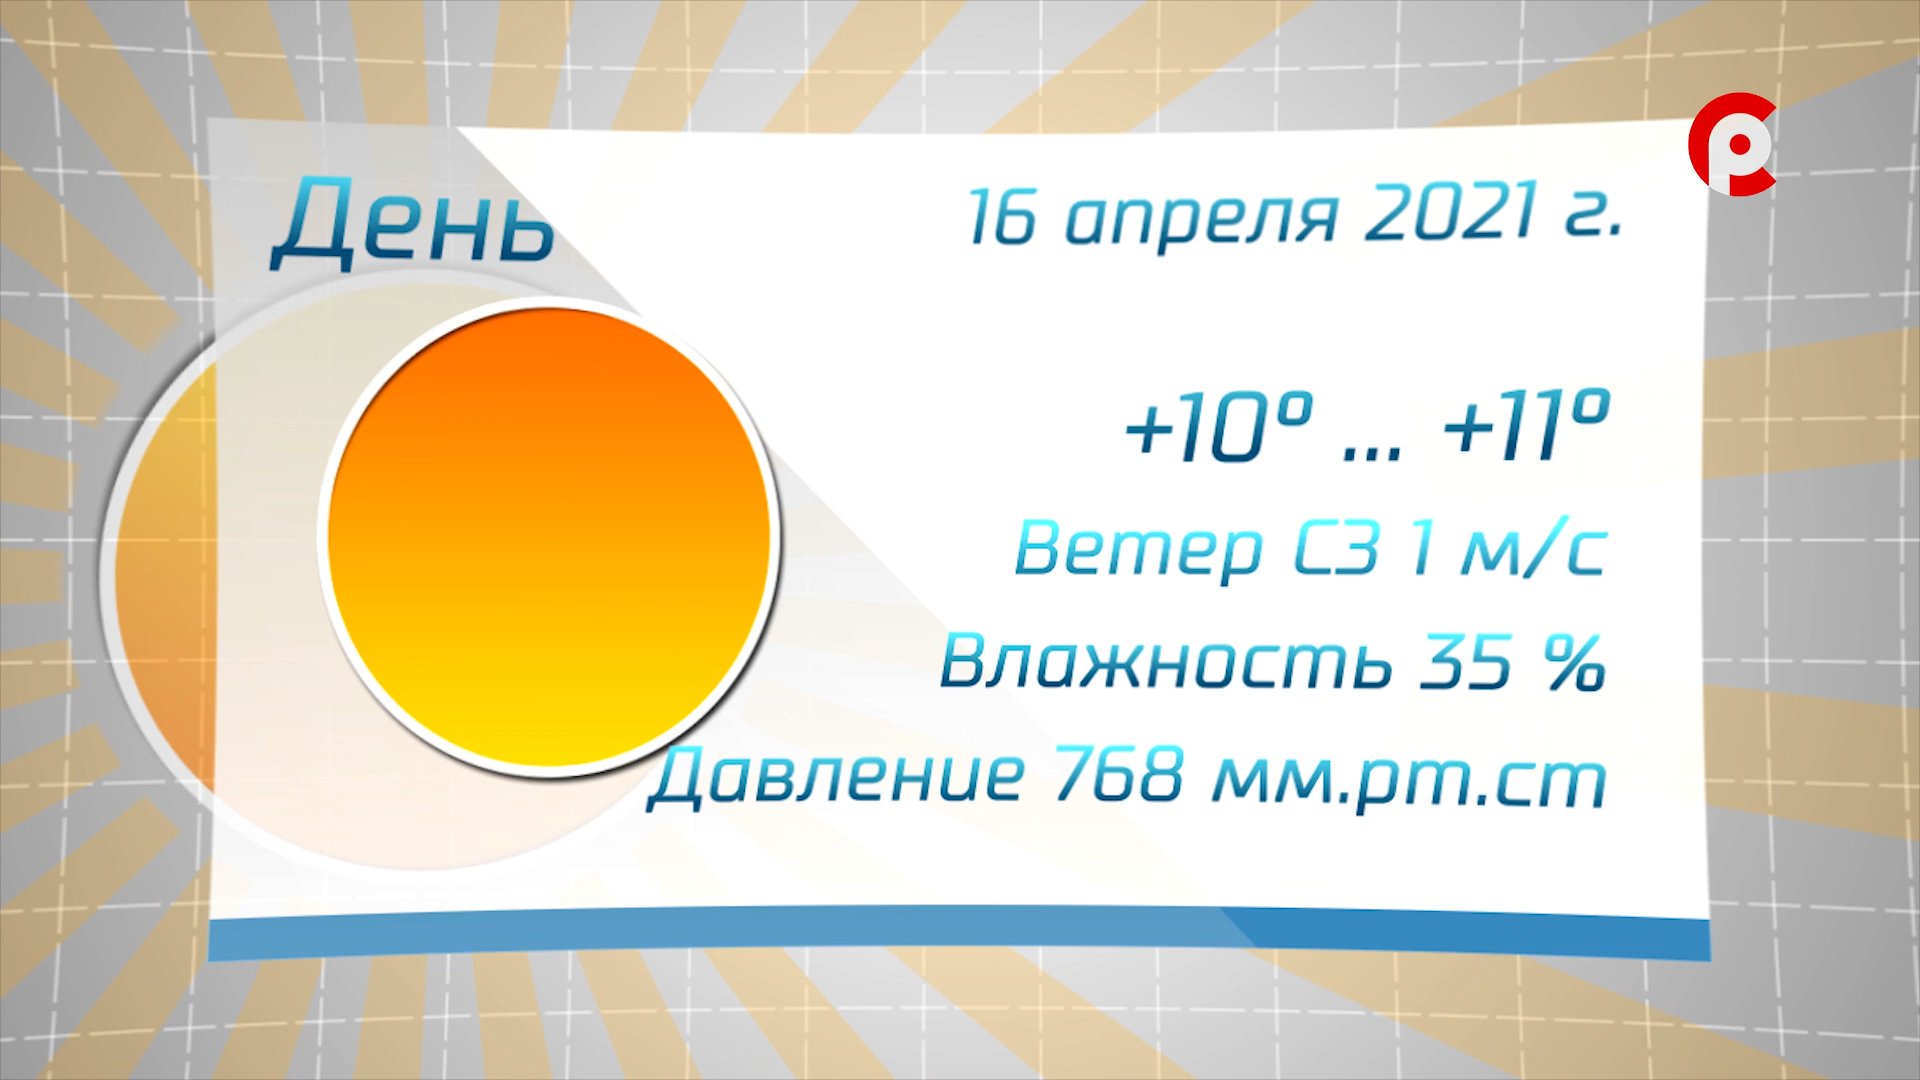 День
16 апреля 2021 г.
+10° ... +11°
Ветер СЗ 1 м/с
Влажность 35 %
Давление 768 мм.рт.ст